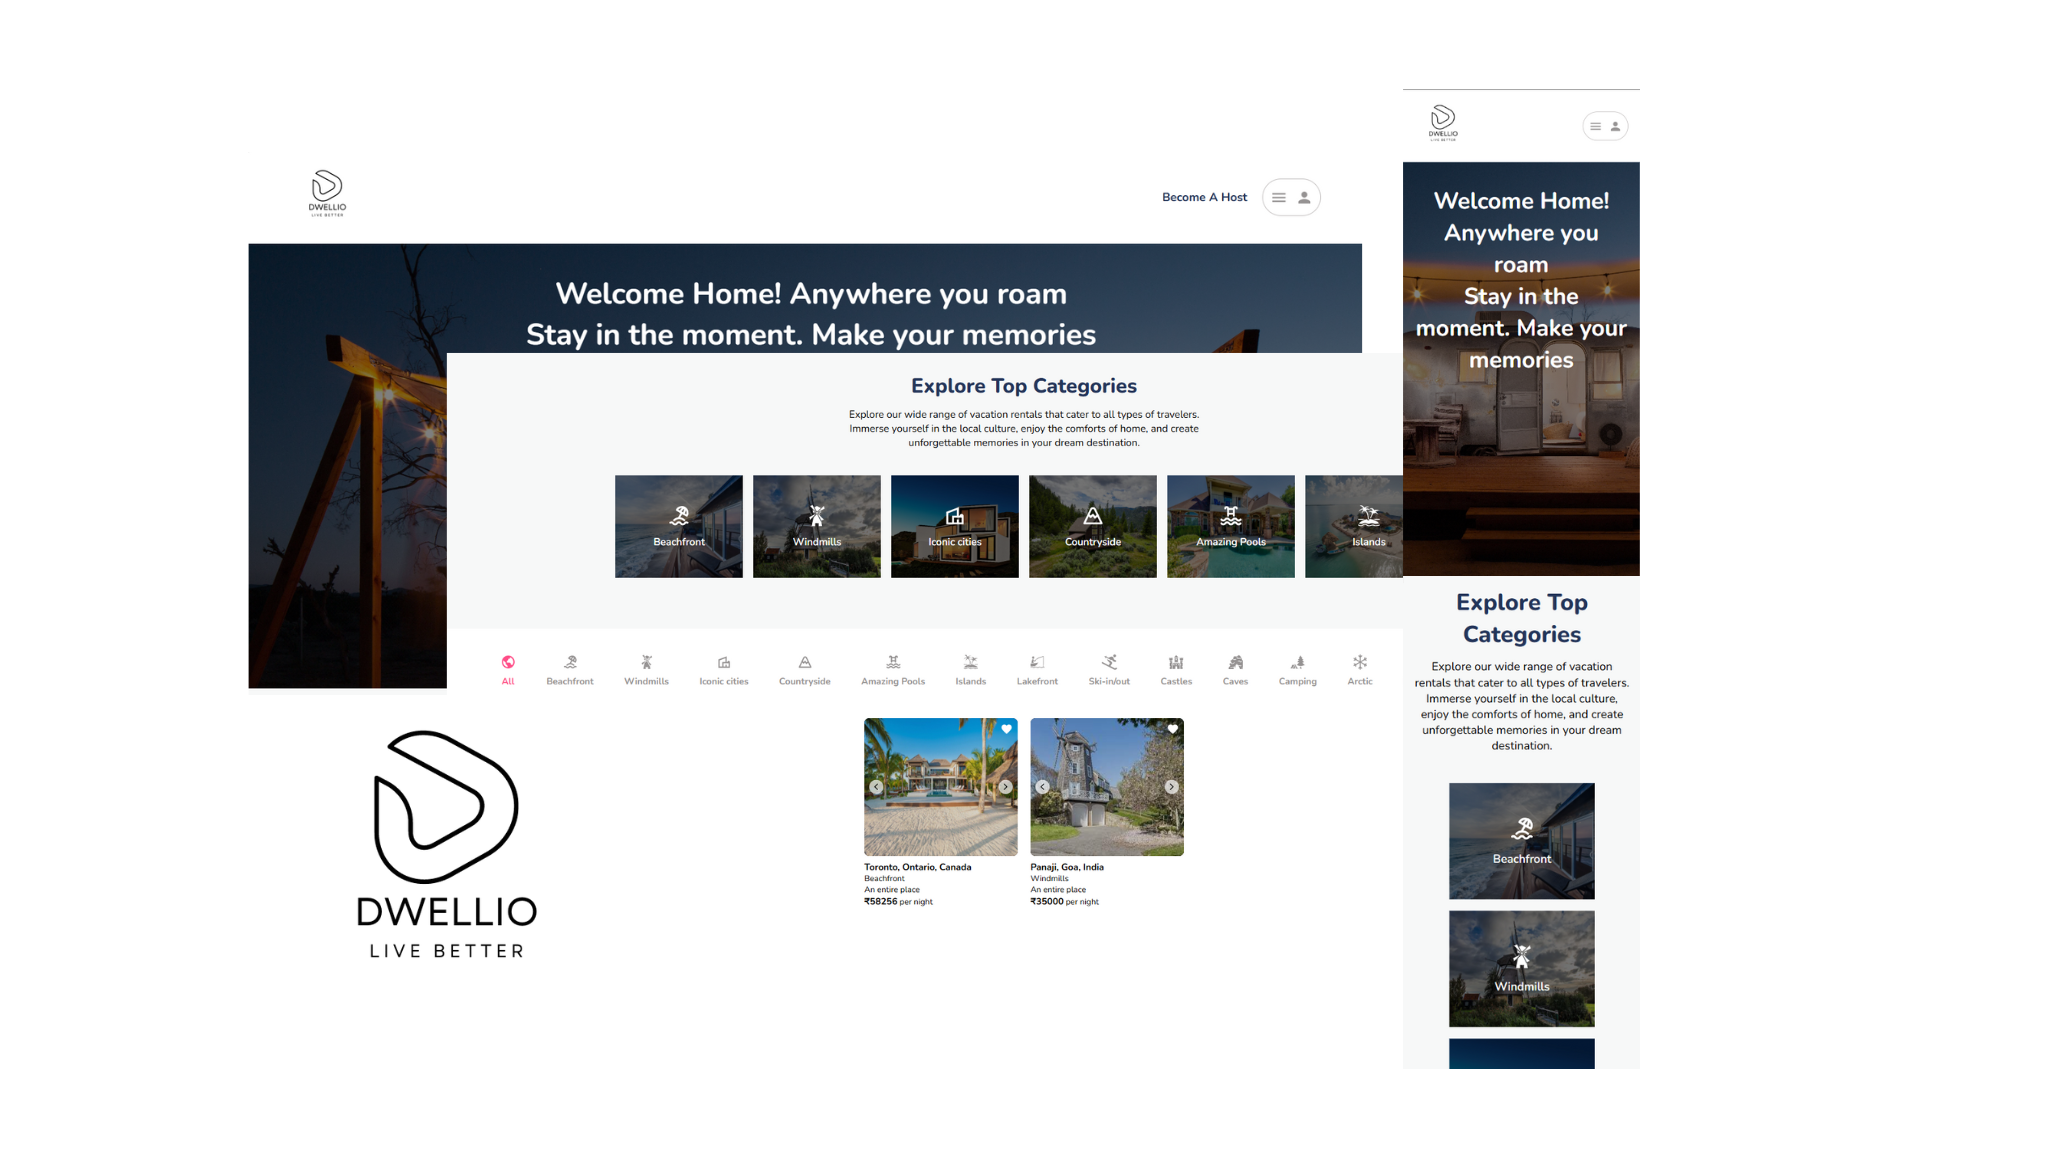 DWELLIO
LIVE BETTER
Become A Host
Welcome Home! Anywhere you roam
Stay in the moment. Make your memories
Explore Top Categories
Explore our wide range of vacation rentals that cater to all types of travelers.
Immerse yourself in the local culture, enjoy the comforts of home, and create
unforgettable memories in your dream destination.
Beachfront
Windmills
Iconic cities
Countryside
Amazing Pools
Islands
All
Beachfront
Windmills
Iconic cities
Countryside
Amazing Pools
Islands
Lakefront
Ski-in/out
Castles
Caves
Camping
Arctic
Toronto, Ontario, Canada
Beachfront
An entire place
₹58256 per night
Panaji, Goa, India
Windmills
An entire place
₹35000 per night
DWELLIO
LIVE BETTER
DWELLIO
LIVE BETTER
Welcome Home!
Anywhere you
roam
Stay in the
moment. Make your
memories
Explore Top
Categories
Explore our wide range of vacation
rentals that cater to all types of travelers.
Immerse yourself in the local culture,
enjoy the comforts of home, and create
unforgettable memories in your dream
destination.
Beachfront
Windmills